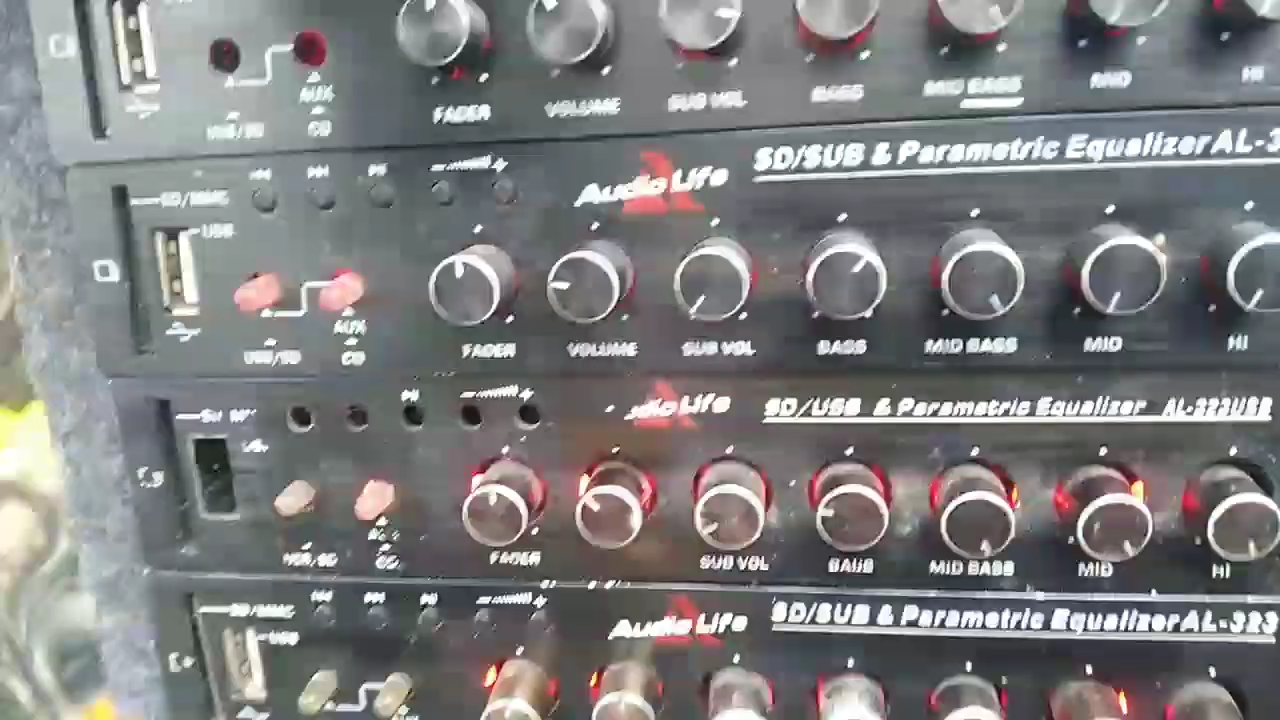 AUX
CD
FADER VOLUME SUB VOL BASS MID BASS MID HI
SD/MMC
USB
Audio Life
SD/SUB & Parametric Equalizer AL-3
AUX
USB/SD CD
FADER VOLUME SUB VOL BASS MID BASS MID HI
SD/USB & Parametric Equalizer AL-323USB
FADER SUB VOL MID BASS MID HI
SD/MMC
USB
Audio Life
SD/SUB & Parametric Equalizer AL-323